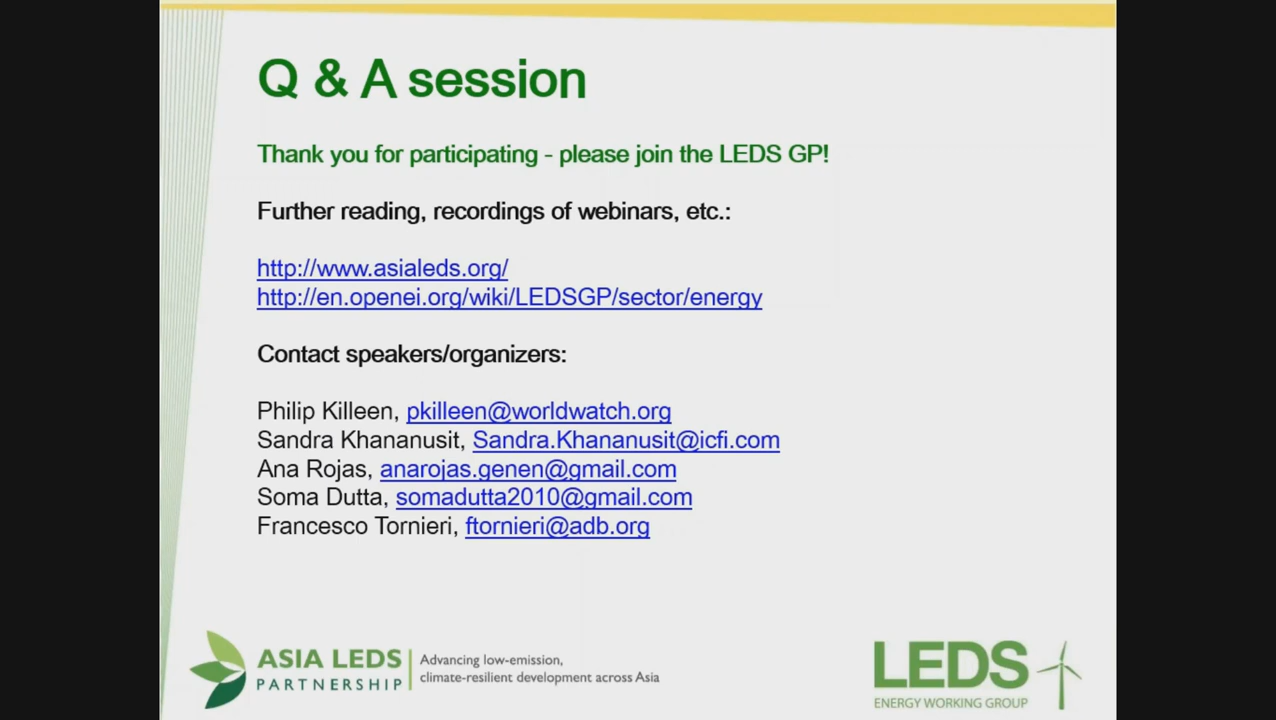 Q & A session
Thank you for participating - please join the LEDS GP!
Further reading, recordings of webinars, etc.:
http://www.asialeds.org/
http://en.openei.org/wiki/LEDSGP/sector/energy
Contact speakers/organizers:
Philip Killeen, pkilleen@worldwatch.org
Sandra Khananusit, Sandra.Khananusit@icfi.com
Ana Rojas, anarojas.genen@gmail.com
Soma Dutta, somadutta2010@gmail.com
Francesco Tornieri, ftornieri@adb.org
ASIA LEDS
PARTNERSHIP
Advancing low-emission,
climate-resilient development across Asia
LEDS
ENERGY WORKING GROUP